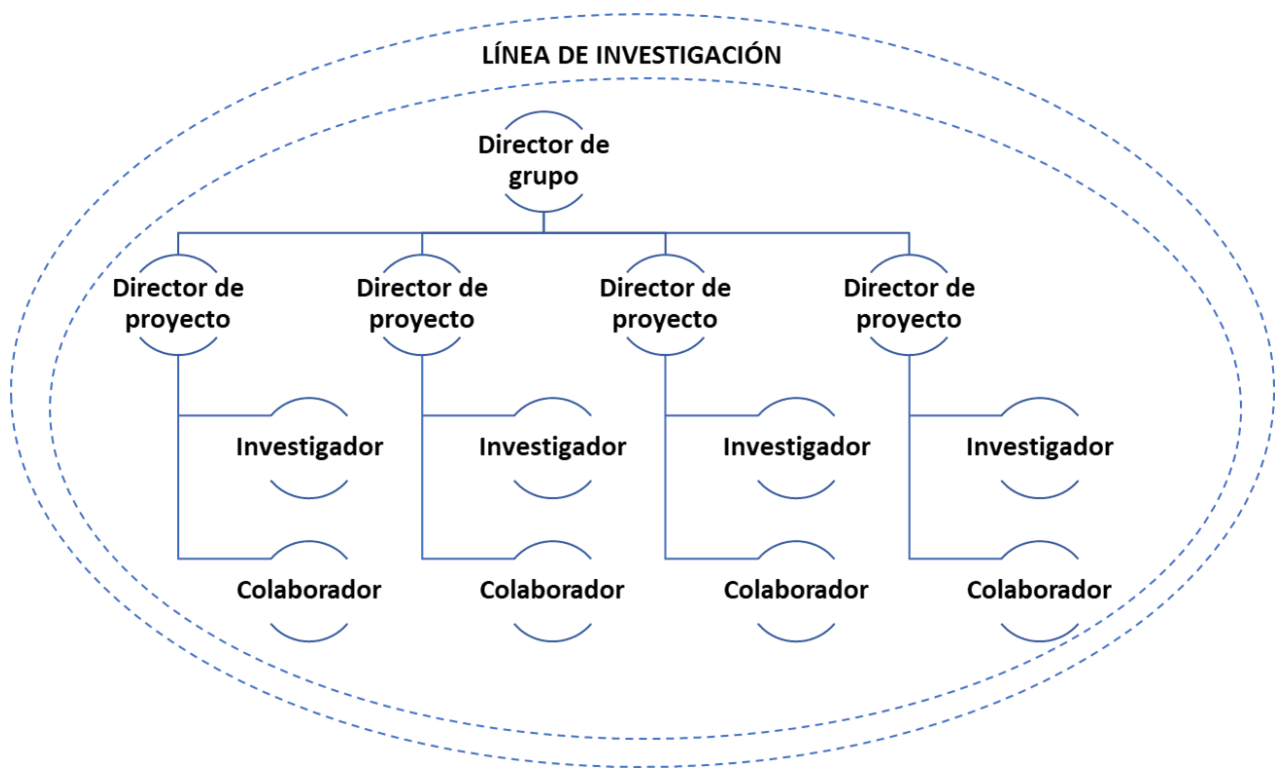 LÍNEA DE INVESTIGACIÓN
Director de
grupo
Director de
proyecto
Director de
proyecto
Director de
proyecto
Director de
proyecto
Investigador
Investigador
Investigador
Investigador
Colaborador
Colaborador
Colaborador
Colaborador